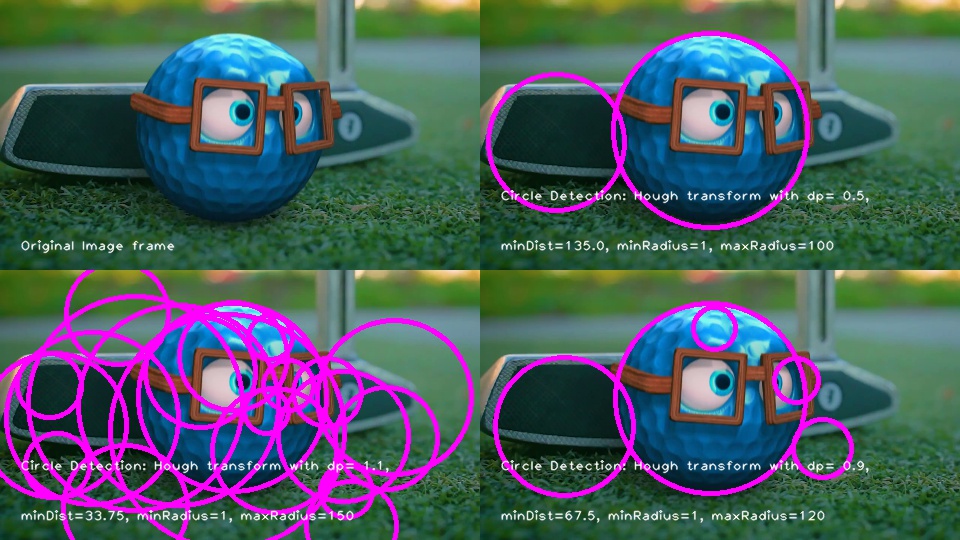 Original Image frame
Circle Detection: Hough transform with dp= 0.5,
minDist=135.0, minRadius=1, maxRadius=100
Circle Detection: Hough transform with dp= 1.1,
minDist=33.75, minRadius=1, maxRadius=150
Circle Detection: Hough transform with dp= 0.9,
minDist=67.5, minRadius=1, maxRadius=120